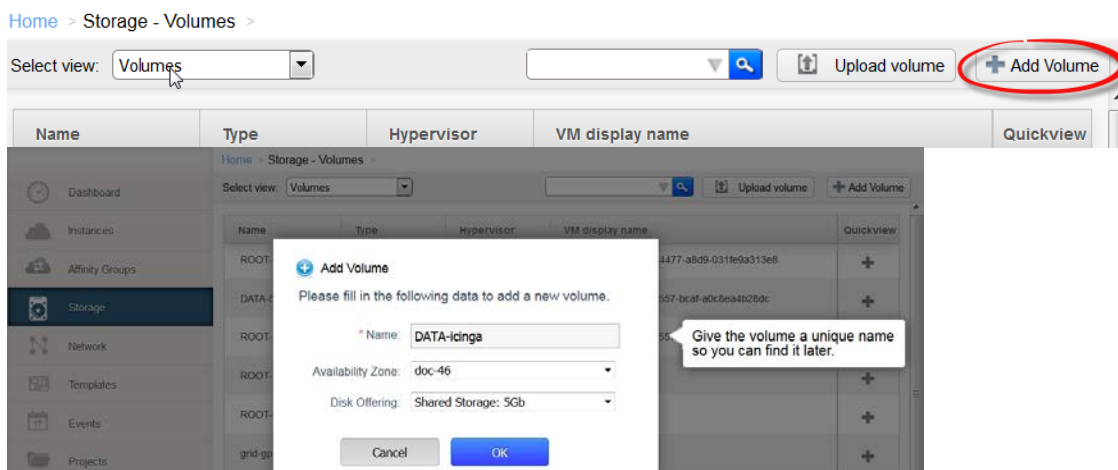 Home > Storage - Volumes >
Select view: Volumes Upload volume + Add Volume
Name Type Hypervisor VM display name Quickview
Home > Storage - Volumes >
Dashboard Select view: Volumes Upload volume + Add Volume
Instances Name Type Hypervisor VM display name Quickview
Affinity Groups ROOT- 4477-a8d9-031fe9a313e8
Add Volume
Please fill in the following data to add a new volume.
Storage DATA- 557-bcaf-a0c8ea4b28dc
Network ROOT- * Name: DATA-icinga
Give the volume a unique name
so you can find it later.
Templates ROOT- Availability Zone: doc-46
Disk Offering: Shared Storage: 5Gb
Events ROOT-
Projects grid-gp Cancel OK